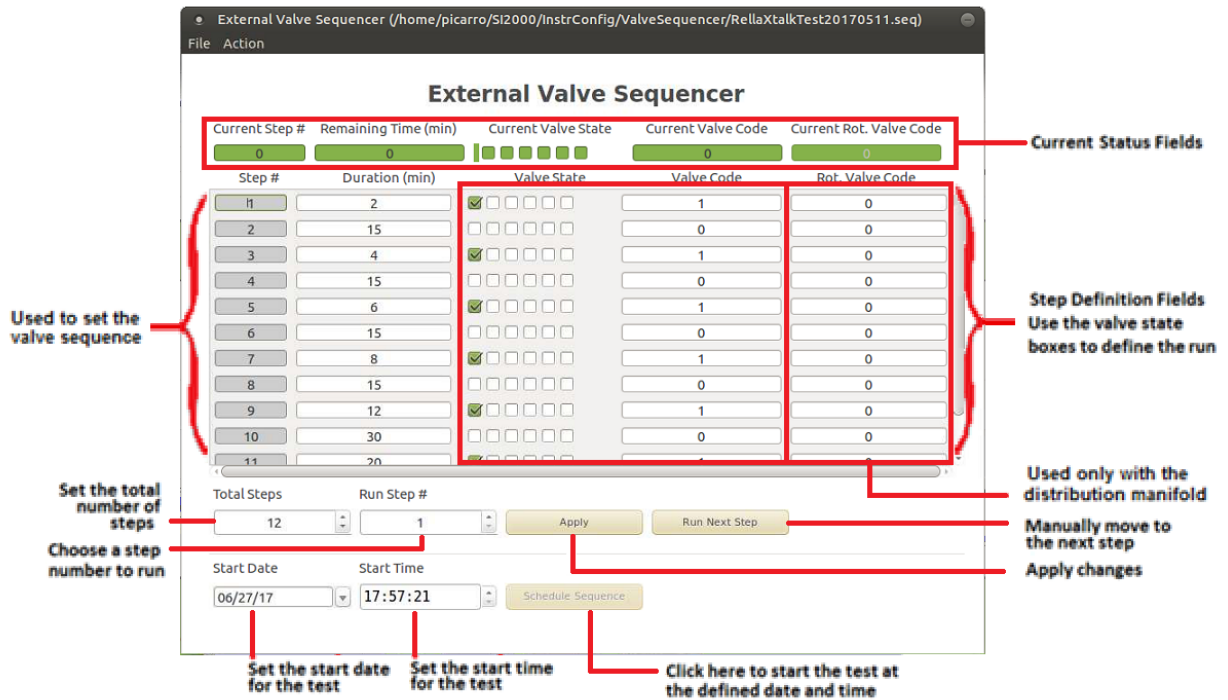 External Valve Sequencer (/home/picarro/SI2000/InstrConfig/ValveSequencer/RellaXtalkTest20170511.seq)
File Action
External Valve Sequencer
Current Step # Remaining Time (min) Current Valve State Current Valve Code Current Rot. Valve Code
0 0 0 0
Current Status Fields
Step # Duration (min) Valve State Valve Code Rot. Valve Code
1 2 1 0
2 15 0 0
3 4 1 0
4 15 0 0
5 6 1 0
6 15 0 0
7 8 1 0
8 15 0 0
9 12 1 0
10 30 0 0
11 20 1 0
Used to set the
valve sequence
Step Definition Fields
Use the valve state
boxes to define the run
Used only with the
distribution manifold
Set the total
number of
steps
Total Steps Run Step #
12 1 Apply Run Next Step
Manually move to
the next step
Choose a step
number to run
Apply changes
Start Date Start Time
06/27/17 17:57:21 Schedule Sequence
Set the start date
for the test
Set the start time
for the test
Click here to start the test at
the defined date and time